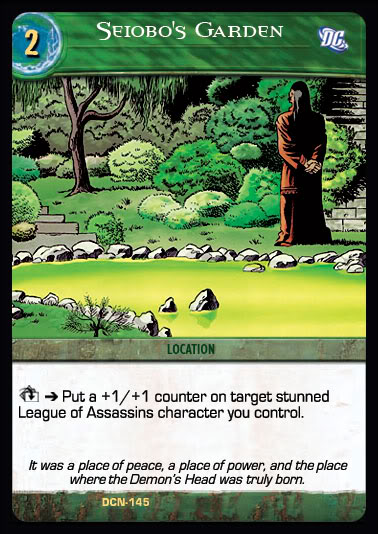 2
Seiobo's Garden
DC
LOCATION
➔ Put a +1/+1 counter on target stunned
League of Assassins character you control.
It was a place of peace, a place of power, and the place
where the Demon's Head was truly born.
DCN-145